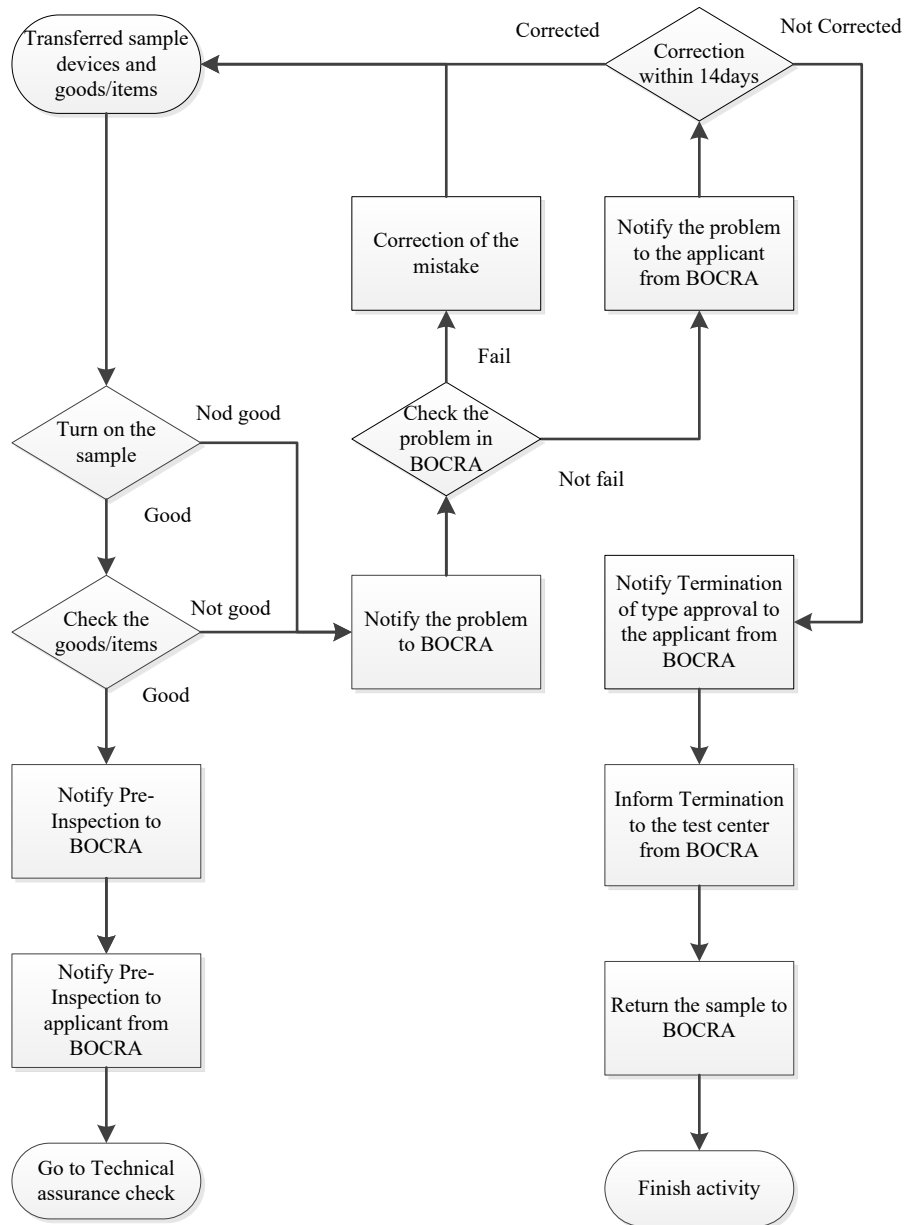 Transferred sample
devices and
goods/items
Corrected
Correction
within 14days
Not Corrected
Correction of the
mistake
Notify the problem
to the applicant
from BOCRA
Fail
Turn on the
sample
Nod good
Check the
problem in
BOCRA
Not fail
Good
Check the
goods/items
Not good
Notify the problem
to BOCRA
Notify Termination
of type approval to
the applicant from
BOCRA
Good
Notify Pre-
Inspection to
BOCRA
Inform Termination
to the test center
from BOCRA
Notify Pre-
Inspection to
applicant from
BOCRA
Return the sample to
BOCRA
Go to Technical
assurance check
Finish activity